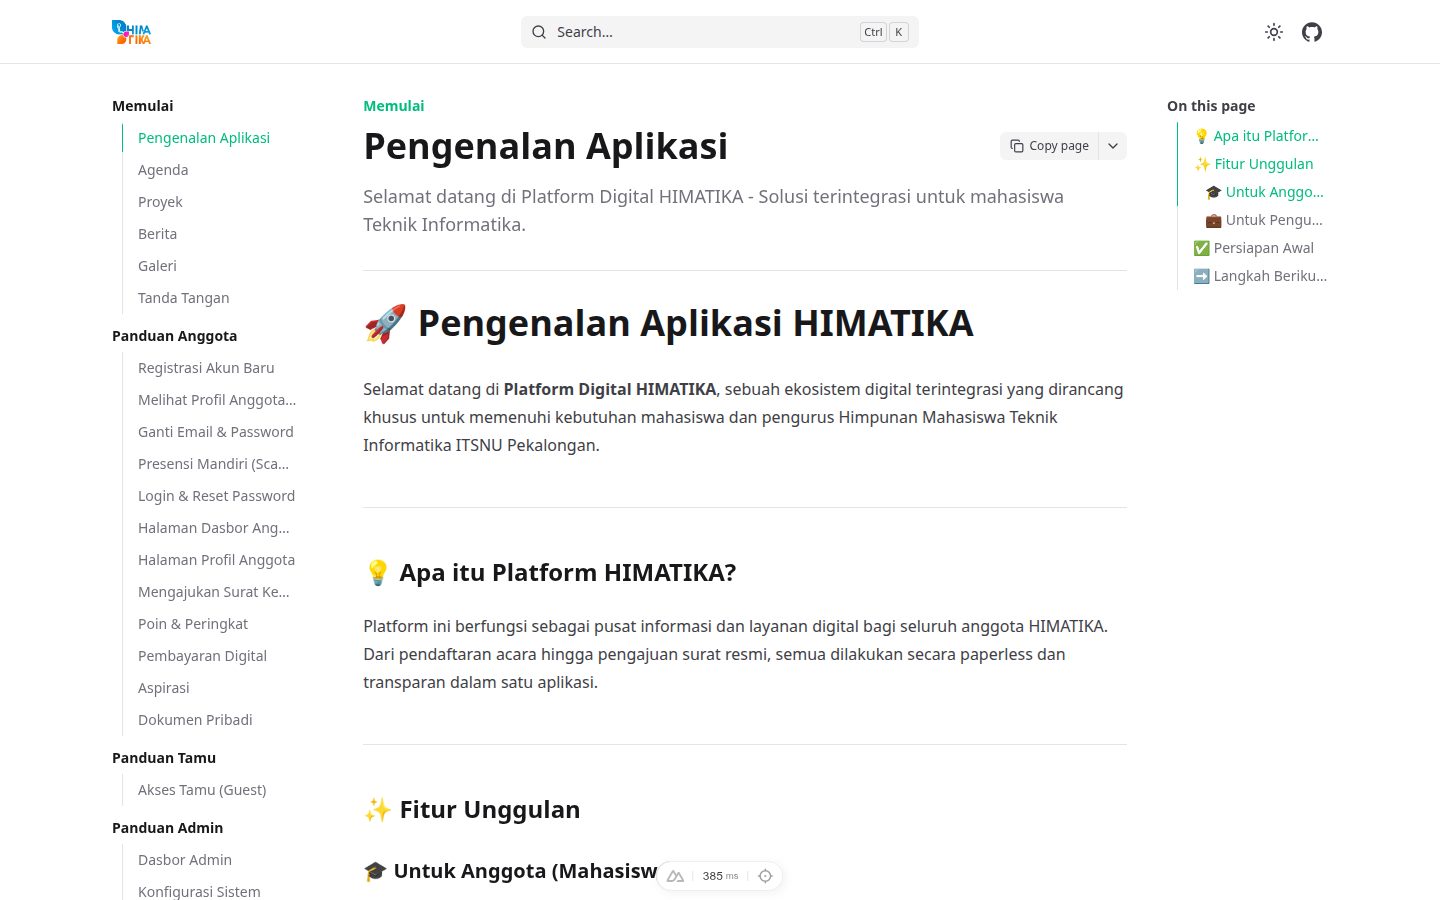 HIMA
TIKA
Search...
Ctrl K
Memulai
Pengenalan Aplikasi
Agenda
Proyek
Berita
Galeri
Tanda Tangan
Panduan Anggota
Registrasi Akun Baru
Melihat Profil Anggota...
Ganti Email & Password
Presensi Mandiri (Sca...
Login & Reset Password
Halaman Dasbor Ang...
Halaman Profil Anggota
Mengajukan Surat Ke...
Poin & Peringkat
Pembayaran Digital
Aspirasi
Dokumen Pribadi
Panduan Tamu
Akses Tamu (Guest)
Panduan Admin
Dasbor Admin
Konfigurasi Sistem
Memulai
Pengenalan Aplikasi
Copy page
Selamat datang di Platform Digital HIMATIKA - Solusi terintegrasi untuk mahasiswa
Teknik Informatika.
🚀 Pengenalan Aplikasi HIMATIKA
Selamat datang di Platform Digital HIMATIKA, sebuah ekosistem digital terintegrasi yang dirancang
khusus untuk memenuhi kebutuhan mahasiswa dan pengurus Himpunan Mahasiswa Teknik
Informatika ITSNU Pekalongan.
💡 Apa itu Platform HIMATIKA?
Platform ini berfungsi sebagai pusat informasi dan layanan digital bagi seluruh anggota HIMATIKA.
Dari pendaftaran acara hingga pengajuan surat resmi, semua dilakukan secara paperless dan
transparan dalam satu aplikasi.
✨ Fitur Unggulan
🎓 Untuk Anggota (Mahasisw
385 ms
On this page
💡 Apa itu Platfor...
✨ Fitur Unggulan
🎓 Untuk Anggo...
💼 Untuk Pengu...
✅ Persiapan Awal
➡️ Langkah Beriku...